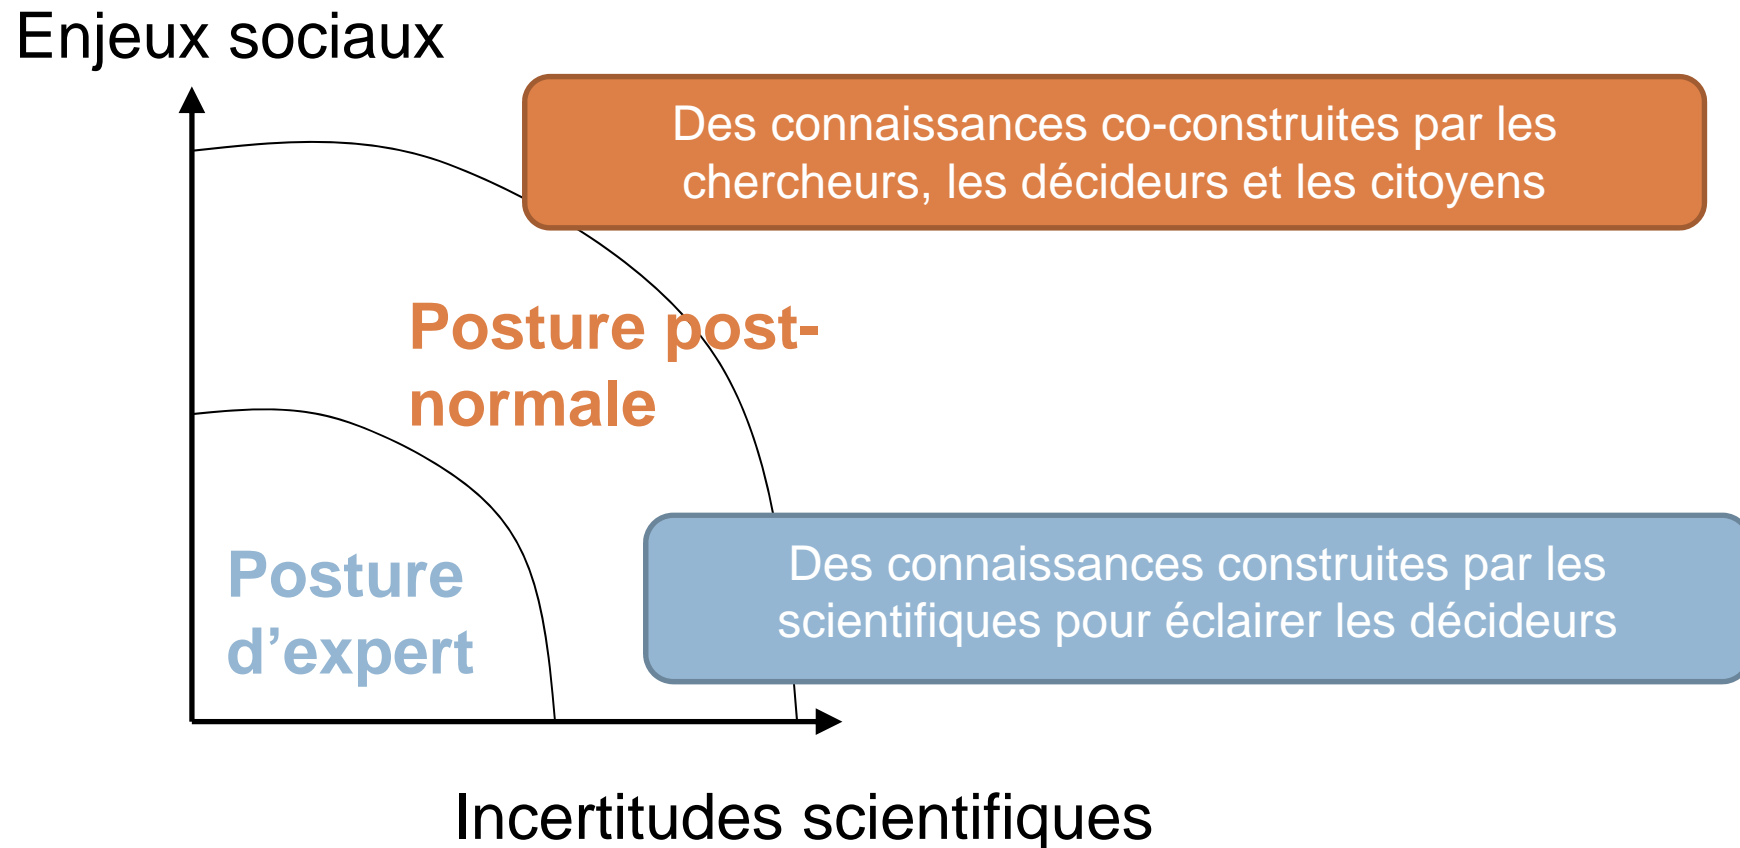 Enjeux sociaux
Des connaissances co-construites par les
chercheurs, les décideurs et les citoyens
Posture post-
normale
Posture
d’expert
Des connaissances construites par les
scientifiques pour éclairer les décideurs
Incertitudes scientifiques